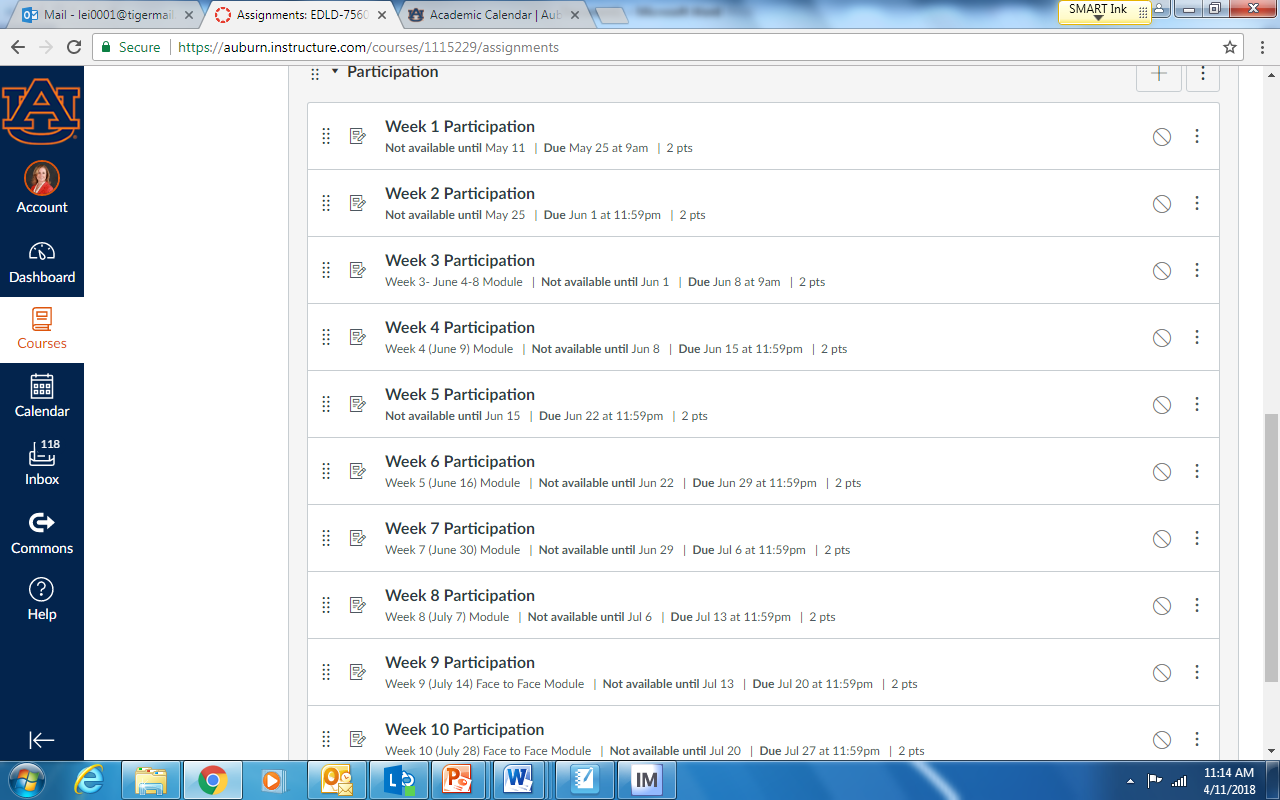 Mail - lei0001@tigermail
Assignments: EDLD-7560
Academic Calendar | Aub
Microsoft Word
SMART Ink
Secure
https://auburn.instructure.com/courses/1115229/assignments
Participation
Week 1 Participation
Not available until May 11 | Due May 25 at 9am | 2 pts
Week 2 Participation
Not available until May 25 | Due Jun 1 at 11:59pm | 2 pts
Week 3 Participation
Week 3- June 4-8 Module | Not available until Jun 1 | Due Jun 8 at 9am | 2 pts
Week 4 Participation
Week 4 (June 9) Module | Not available until Jun 8 | Due Jun 15 at 11:59pm | 2 pts
Week 5 Participation
Not available until Jun 15 | Due Jun 22 at 11:59pm | 2 pts
Week 6 Participation
Week 5 (June 16) Module | Not available until Jun 22 | Due Jun 29 at 11:59pm | 2 pts
Week 7 Participation
Week 7 (June 30) Module | Not available until Jun 29 | Due Jul 6 at 11:59pm | 2 pts
Week 8 Participation
Week 8 (July 7) Module | Not available until Jul 6 | Due Jul 13 at 11:59pm | 2 pts
Week 9 Participation
Week 9 (July 14) Face to Face Module | Not available until Jul 13 | Due Jul 20 at 11:59pm | 2 pts
Week 10 Participation
Week 10 (July 28) Face to Face Module | Not available until Jul 20 | Due Jul 27 at 11:59pm | 2 pts
AU
Account
Dashboard
Courses
Calendar
118
Inbox
Commons
Help
IM
11:14 AM
4/11/2018